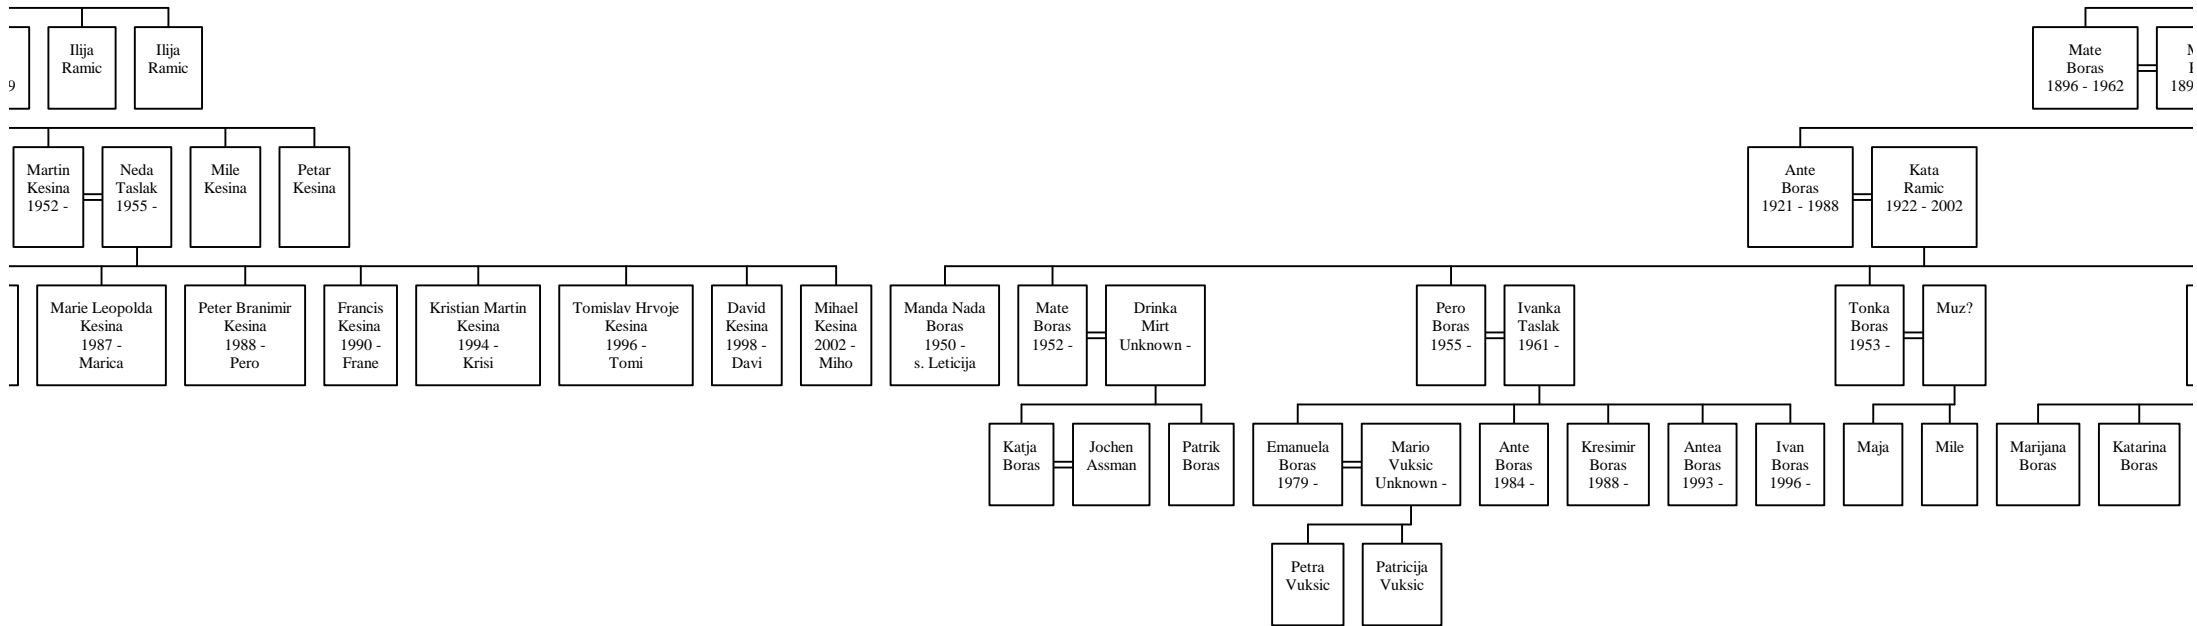 Ilija
Ramic
Ilija
Ramic
Mate
Boras
1896 - 1962
9
Martin
Kesina
1952 -
Neda
Taslak
1955 -
Mile
Kesina
Petar
Kesina
Ante
Boras
1921 - 1988
Kata
Ramic
1922 - 2002
Marie Leopolda
Kesina
1987 -
Marica
Peter Branimir
Kesina
1988 -
Pero
Francis
Kesina
1990 -
Frane
Kristian Martin
Kesina
1994 -
Krisi
Tomislav Hrvoje
Kesina
1996 -
Tomi
David
Kesina
1998 -
Davi
Mihael
Kesina
2002 -
Miho
Manda Nada
Boras
1950 -
s. Leticija
Mate
Boras
1952 -
Drinka
Mirt
Unknown -
Pero
Boras
1955 -
Ivanka
Taslak
1961 -
Tonka
Boras
1953 -
Muz?
Katja
Boras
Jochen
Assman
Patrik
Boras
Emanuela
Boras
1979 -
Mario
Vuksic
Unknown -
Ante
Boras
1984 -
Kresimir
Boras
1988 -
Antea
Boras
1993 -
Ivan
Boras
1996 -
Maja
Mile
Marijana
Boras
Katarina
Boras
Petra
Vuksic
Patricija
Vuksic